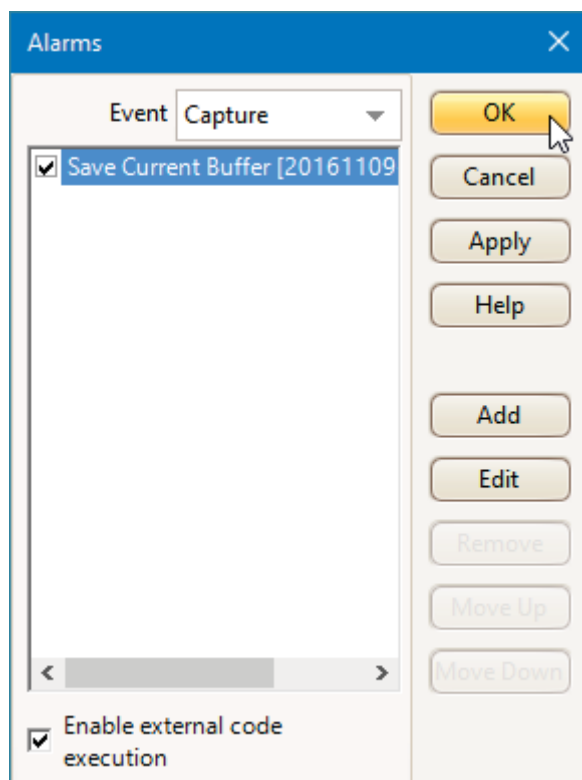 Alarms
Event Capture
OK
Save Current Buffer [20161109
Cancel
Apply
Help
Add
Edit
Remove
Move Up
Move Down
Enable external code
execution